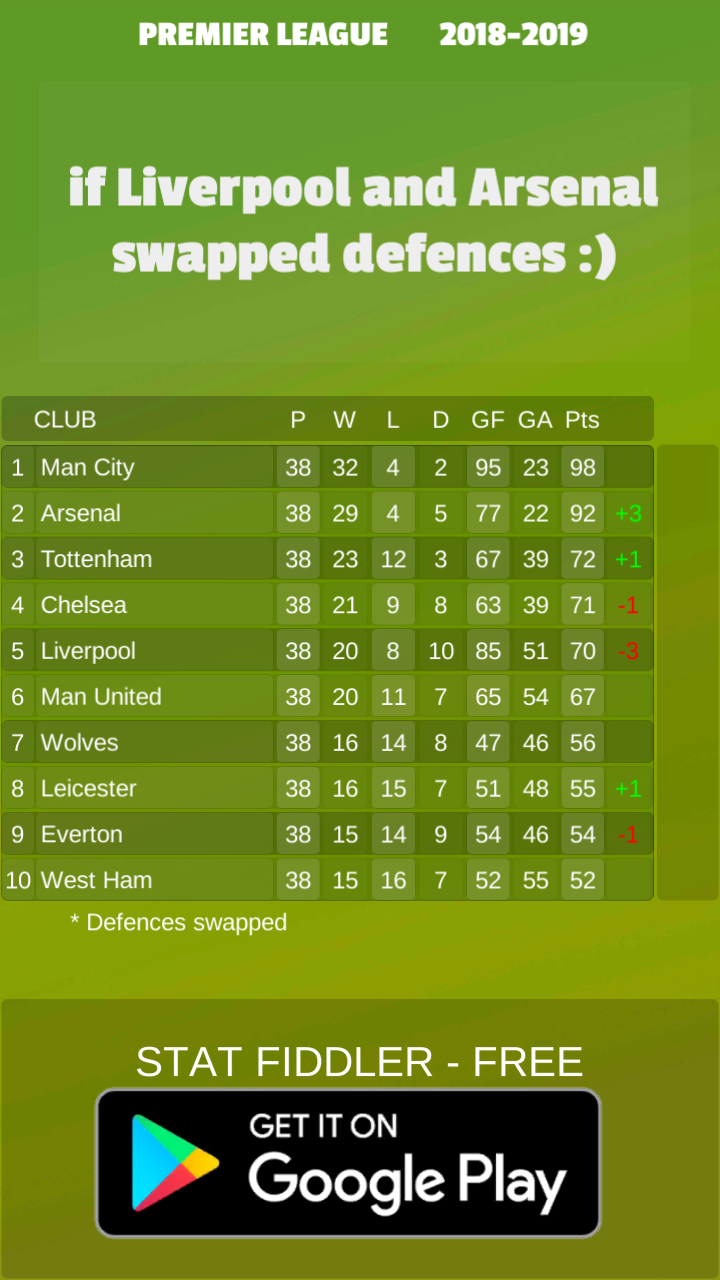 PREMIER LEAGUE 2018-2019
if Liverpool and Arsenal
swapped defences :)
CLUB P W L D GF GA Pts
1 Man City 38 32 4 2 95 23 98
2 Arsenal 38 29 4 5 77 22 92 +3
3 Tottenham 38 23 12 3 67 39 72 +1
4 Chelsea 38 21 9 8 63 39 71 -1
5 Liverpool 38 20 8 10 85 51 70 -3
6 Man United 38 20 11 7 65 54 67
7 Wolves 38 16 14 8 47 46 56
8 Leicester 38 16 15 7 51 48 55 +1
9 Everton 38 15 14 9 54 46 54 -1
10 West Ham 38 15 16 7 52 55 52
* Defences swapped
STAT FIDDLER - FREE
GET IT ON
Google Play